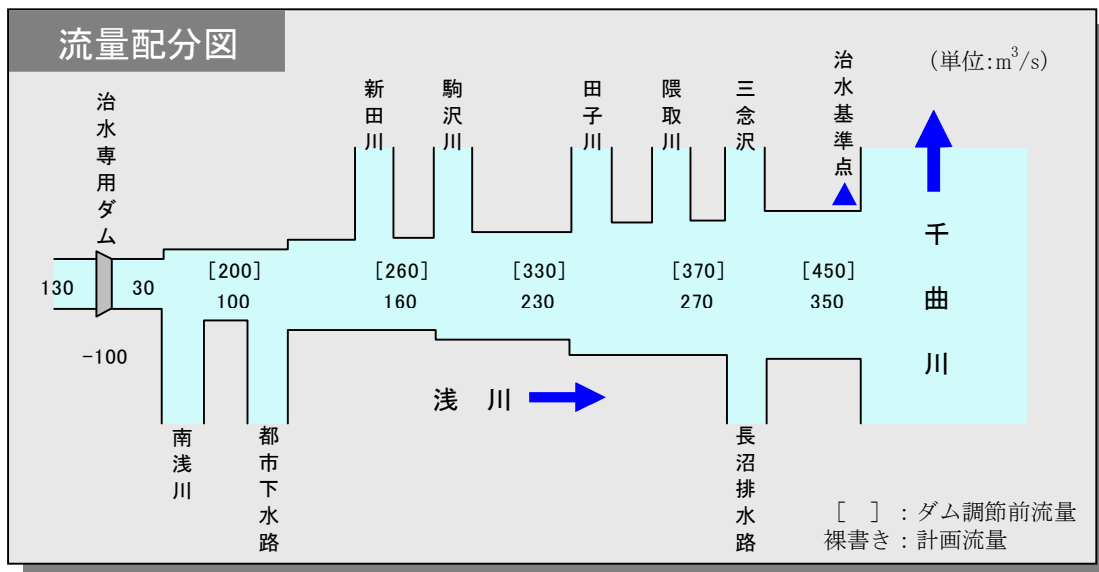 流量配分図
(単位:m³/s)
治水専用ダム
新田川
駒沢川
田子川
隈取川
三念沢
治水基準点
[200]
[260]
[330]
[370]
[450]
130
30
100
160
230
270
350
-100
千曲川
浅川
南浅川
都市下水路
長沼排水路
[ ]:ダム調節前流量
裸書き:計画流量